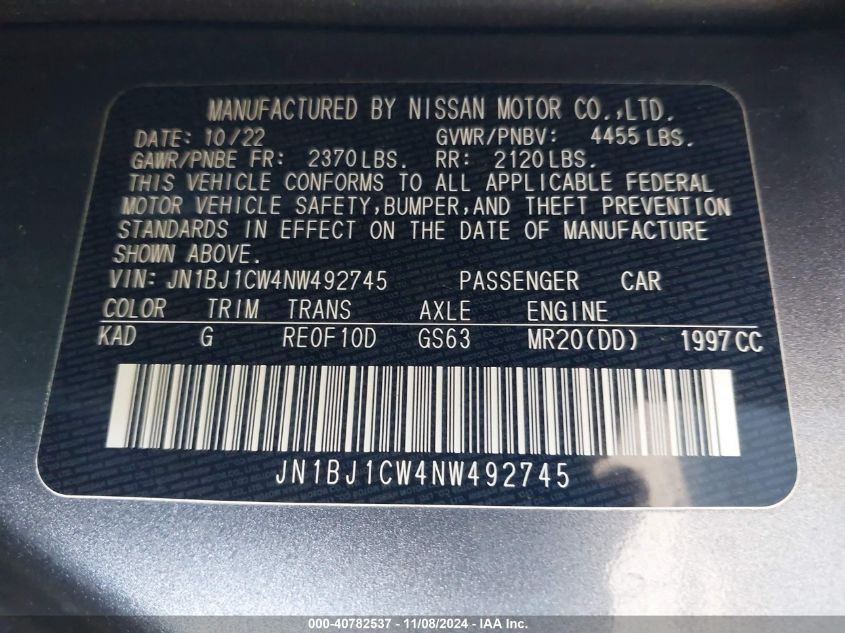 MANUFACTURED BY NISSAN MOTOR CO.,LTD.
DATE: 10/22 GVWR/PNBV: 4455 LBS.
GAWR/PNBE FR: 2370 LBS. RR: 2120 LBS.
THIS VEHICLE CONFORMS TO ALL APPLICABLE FEDERAL
MOTOR VEHICLE SAFETY,BUMPER,AND THEFT PREVENTION
STANDARDS IN EFFECT ON THE DATE OF MANUFACTURE
SHOWN ABOVE.
VIN: JN1BJ1CW4NW492745 PASSENGER CAR
COLOR TRIM TRANS AXLE ENGINE
KAD G RE0F10D GS63 MR20(DD) 1997 CC
JN1BJ1CW4NW492745
000-40782537 - 11/08/2024 - IAA Inc.